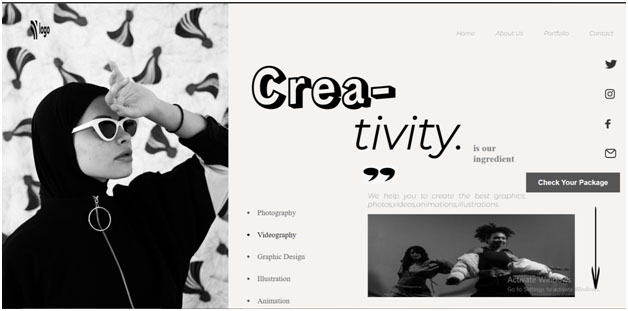 logo
Home About Us Portfolio Contact
Crea-
tivity.
is our
ingredient
Check Your Package
We help you to create the best graphics,
photos,videos,animations,illustrations.
• Photography
• Videography
• Graphic Design
• Illustration
• Animation
Activate Windows
Go to Settings to activate Windows.